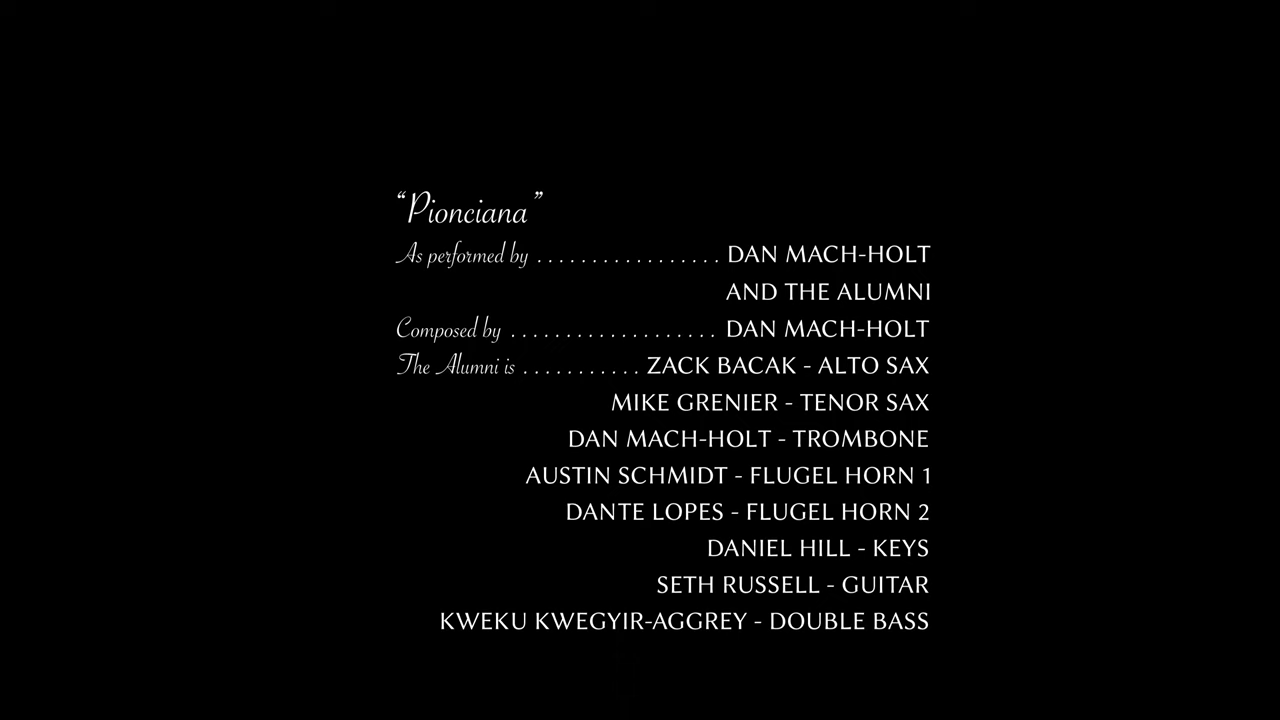 “Pionciana”
As performed by ................. DAN MACH-HOLT
AND THE ALUMNI
Composed by ................... DAN MACH-HOLT
The Alumni is ........... ZACK BACAK - ALTO SAX
MIKE GRENIER - TENOR SAX
DAN MACH-HOLT - TROMBONE
AUSTIN SCHMIDT - FLUGEL HORN 1
DANTE LOPES - FLUGEL HORN 2
DANIEL HILL - KEYS
SETH RUSSELL - GUITAR
KWEKU KWEGYIR-AGGREY - DOUBLE BASS